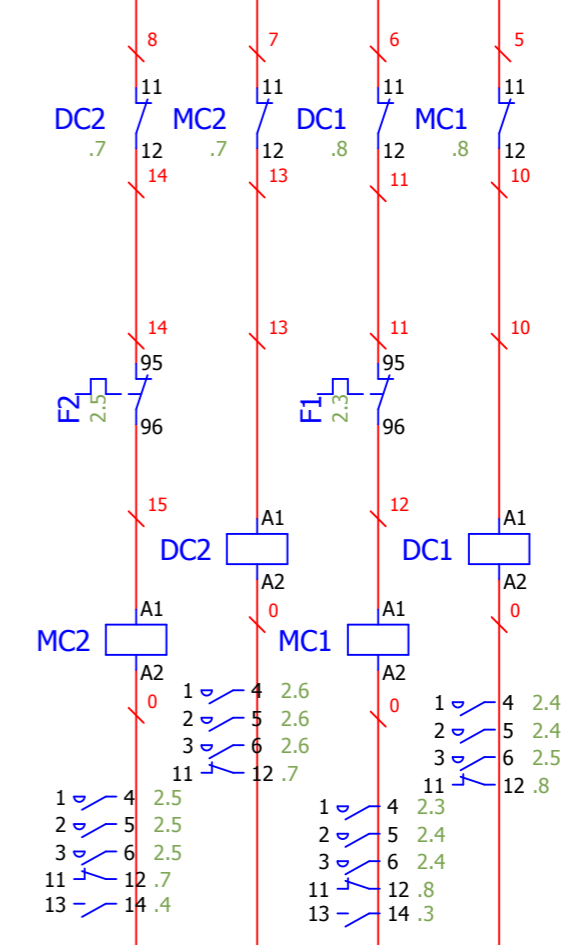 8 7 6 5
11 11 11 11
DC2 MC2 DC1 MC1
.7 12 .7 12 .8 12 .8 12
14 13 11 10
14 13 11 10
95 95
F2 2.5 F1 2.3
96 96
15 12
A1 A1
DC2 DC1
A2 A2
0 0
A1 A1
MC2 MC1
A2 A2
0 0
1 4 2.6
2 5 2.6
3 6 2.6
11 12 .7
1 4 2.4
2 5 2.4
3 6 2.5
11 12 .8
1 4 2.5
2 5 2.5
3 6 2.5
11 12 .7
13 14 .4
1 4 2.3
2 5 2.4
3 6 2.4
11 12 .8
13 14 .3